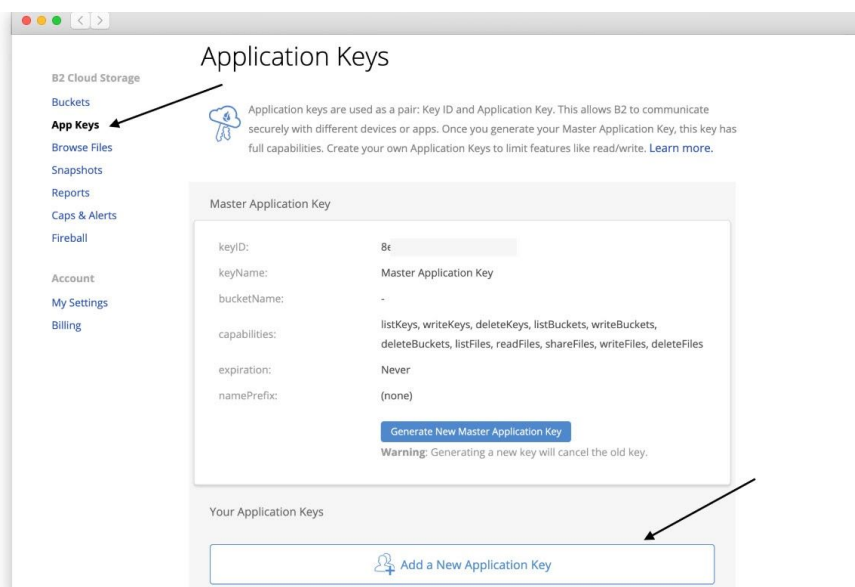 Application Keys
B2 Cloud Storage
Buckets
App Keys
Browse Files
Snapshots
Reports
Caps & Alerts
Fireball
Account
My Settings
Billing
Application keys are used as a pair: Key ID and Application Key. This allows B2 to communicate
securely with different devices or apps. Once you generate your Master Application Key, this key has
full capabilities. Create your own Application Keys to limit features like read/write. Learn more.
Master Application Key
keyID: 8e
keyName: Master Application Key
bucketName: -
capabilities: listKeys, writeKeys, deleteKeys, listBuckets, writeBuckets,
deleteBuckets, listFiles, readFiles, shareFiles, writeFiles, deleteFiles
expiration: Never
namePrefix: (none)
Generate New Master Application Key
Warning: Generating a new key will cancel the old key.
Your Application Keys
Add a New Application Key